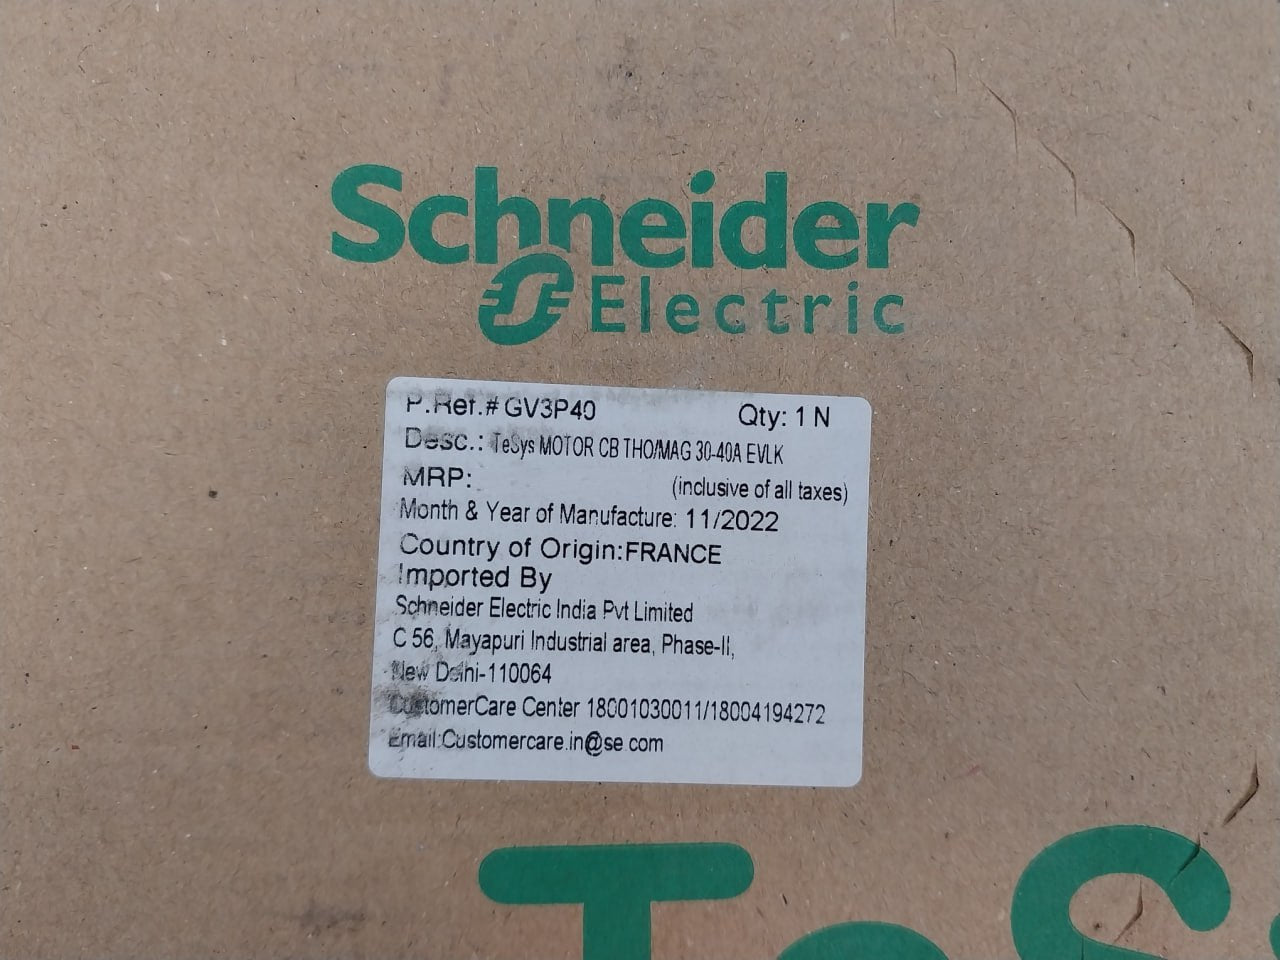 Schneider
Electric
P.Ref.# GV3P40 Qty: 1 N
Desc.: TeSys MOTOR CB THO/MAG 30-40A EVLK
MRP: (inclusive of all taxes)
Month & Year of Manufacture: 11/2022
Country of Origin:FRANCE
Imported By
Schneider Electric India Pvt Limited
C 56, Mayapuri Industrial area, Phase-II,
New Delhi-110064
CustomerCare Center 18001030011/18004194272
Email:Customercare.in@se.com
TeS